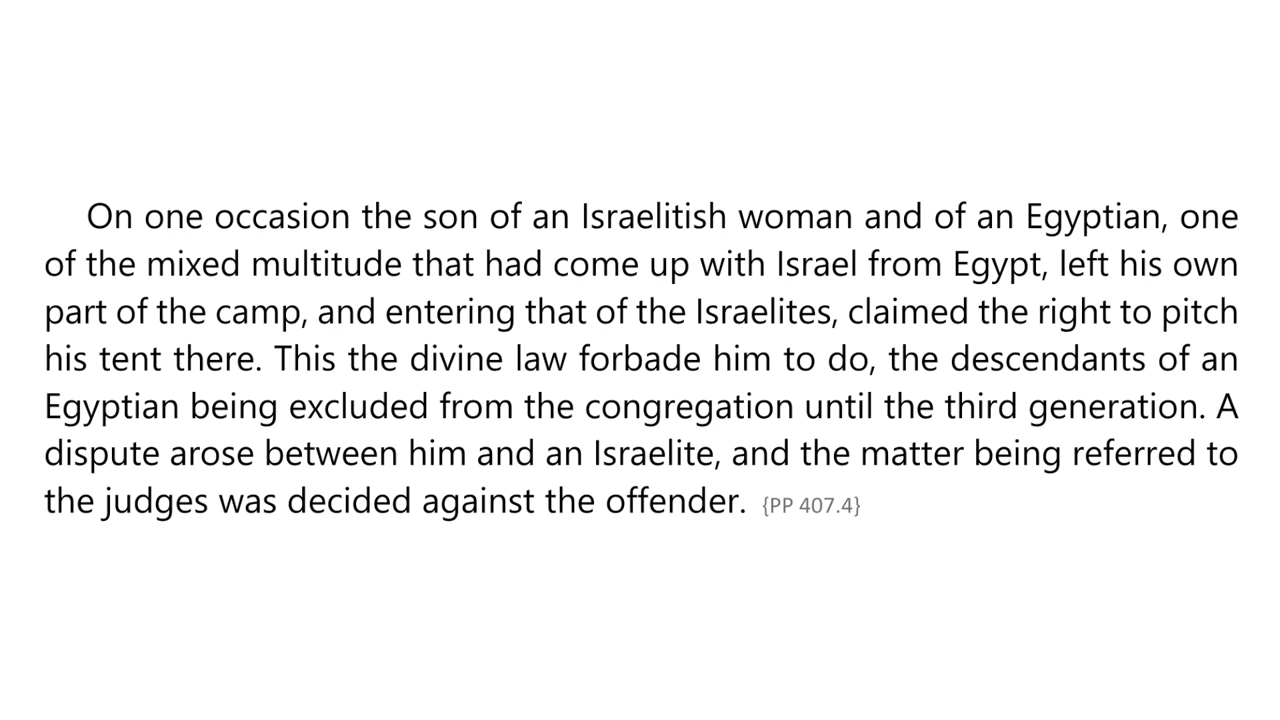 On one occasion the son of an Israelitish woman and of an Egyptian, one
of the mixed multitude that had come up with Israel from Egypt, left his own
part of the camp, and entering that of the Israelites, claimed the right to pitch
his tent there. This the divine law forbade him to do, the descendants of an
Egyptian being excluded from the congregation until the third generation. A
dispute arose between him and an Israelite, and the matter being referred to
the judges was decided against the offender. {PP 407.4}